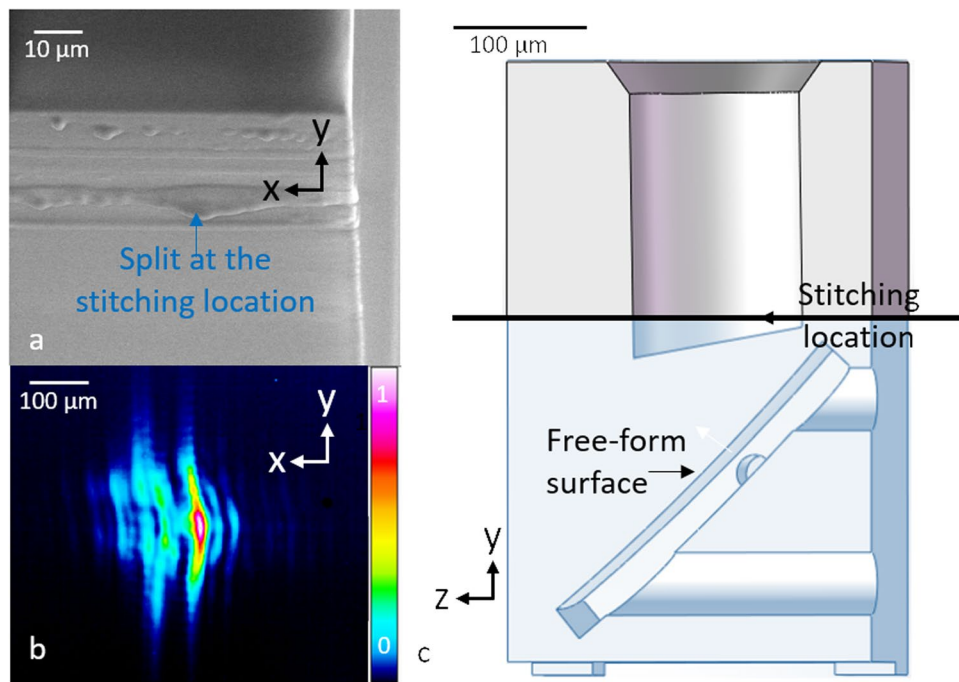 10 µm
y
x
Split at the
stitching location
a
100 µm
1
y
x
0
b
c
100 µm
Stitching
location
Free-form
surface
y
z